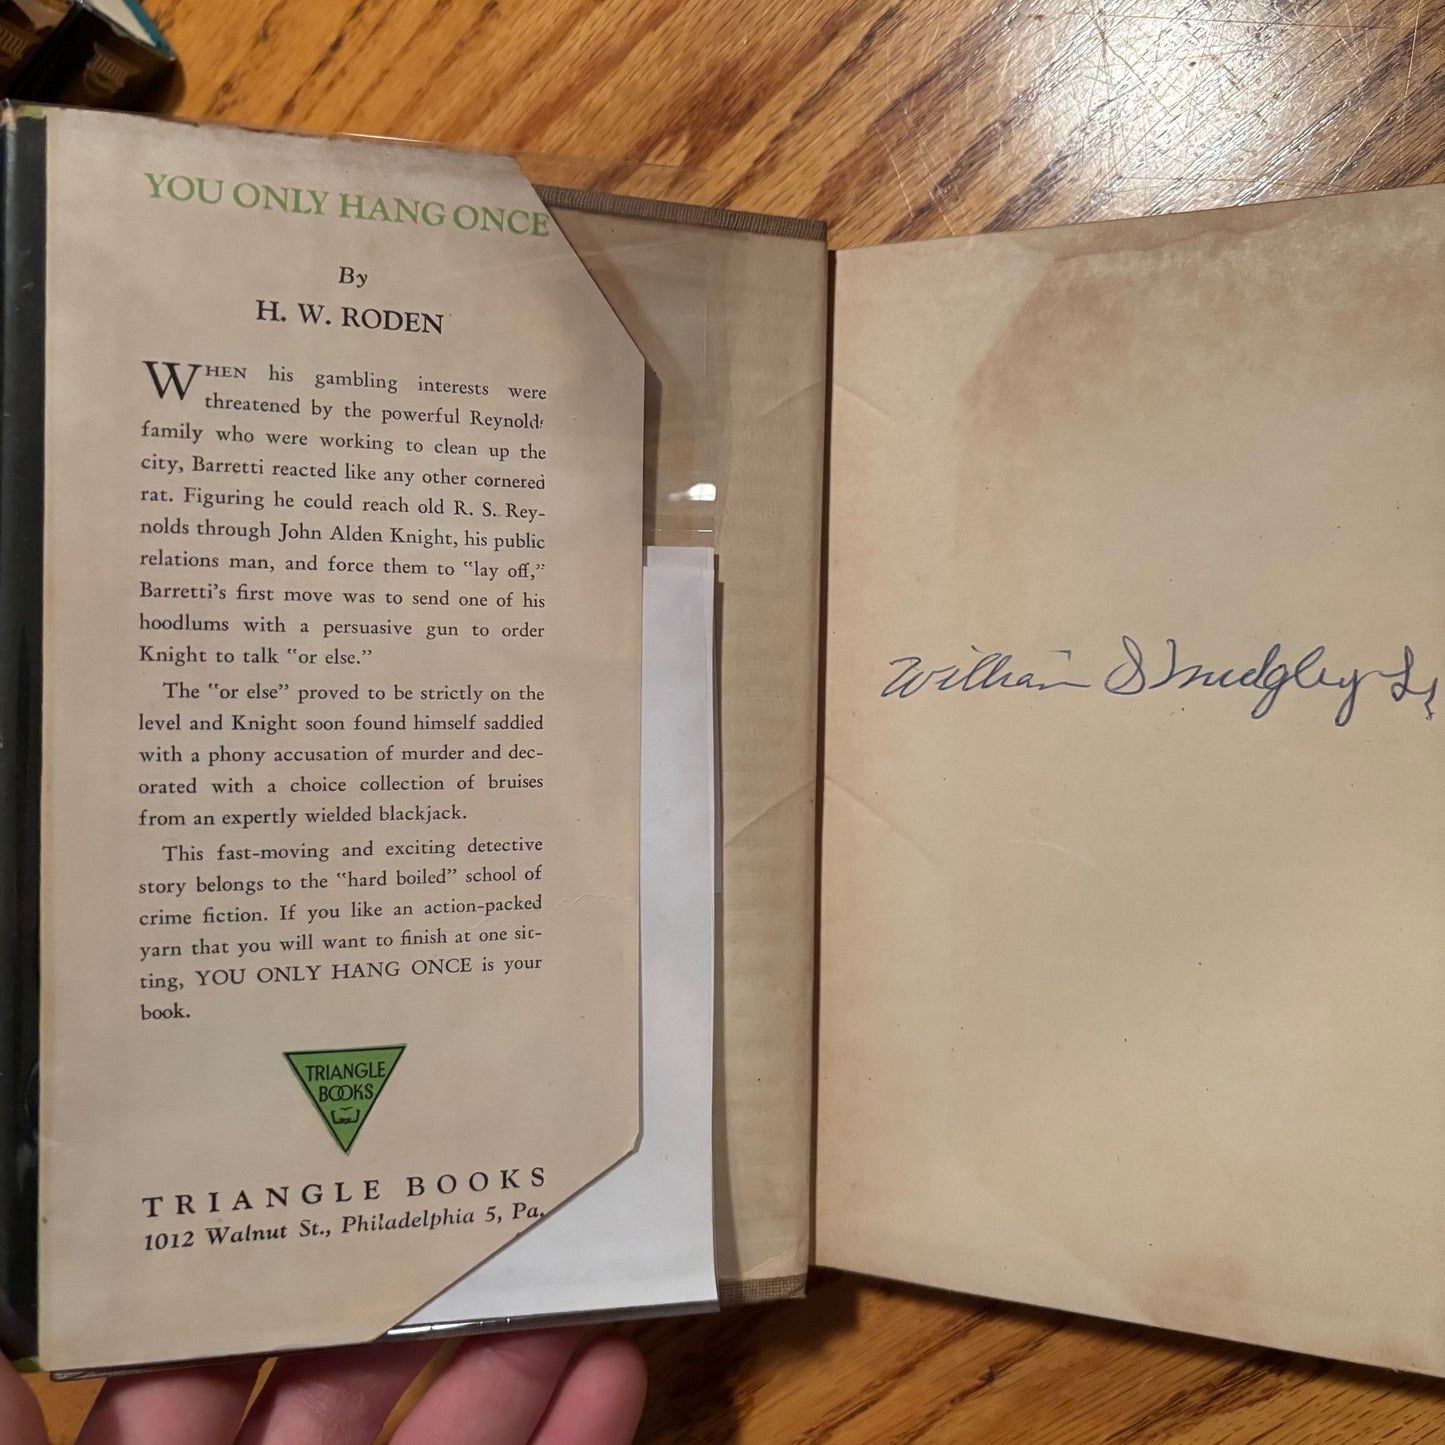 YOU ONLY HANG ONCE
By
H. W. RODEN
WHEN his gambling interests were
threatened by the powerful Reynolds
family who were working to clean up the
city, Barretti reacted like any other cornered
rat. Figuring he could reach old R. S. Rey-
nolds through John Alden Knight, his public
relations man, and force them to "lay off,"
Barretti's first move was to send one of his
hoodlums with a persuasive gun to order
Knight to talk "or else."
The "or else" proved to be strictly on the
level and Knight soon found himself saddled
with a phony accusation of murder and dec-
orated with a choice collection of bruises
from an expertly wielded blackjack.
This fast-moving and exciting detective
story belongs to the "hard boiled" school of
crime fiction. If you like an action-packed
yarn that you will want to finish at one sit-
ting, YOU ONLY HANG ONCE is your
book.
TRIANGLE
BOOKS
TRIANGLE BOOKS
1012 Walnut St., Philadelphia 5, Pa.
William